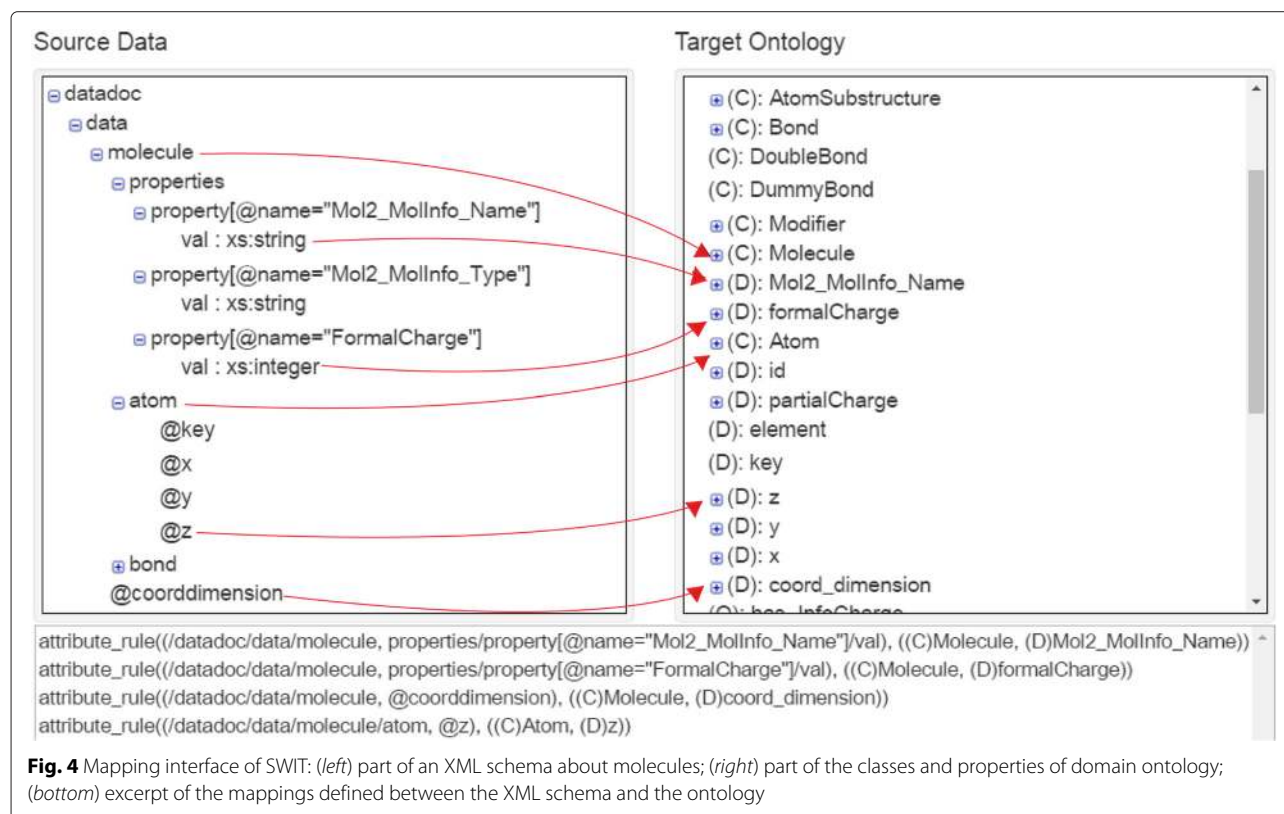 Source Data
datadoc
data
molecule
properties
property[@name="Mol2_MolInfo_Name"]
val : xs:string
property[@name="Mol2_MolInfo_Type"]
val : xs:string
property[@name="FormalCharge"]
val : xs:integer
atom
@key
@x
@y
@z
bond
@coorddimension
Target Ontology
(C): AtomSubstructure
(C): Bond
(C): DoubleBond
(C): DummyBond
(C): Modifier
(C): Molecule
(D): Mol2_MolInfo_Name
(D): formalCharge
(C): Atom
(D): id
(D): partialCharge
(D): element
(D): key
(D): z
(D): y
(D): x
(D): coord_dimension
(O): has_InfoCharge
attribute_rule((/datadoc/data/molecule, properties/property[@name="Mol2_MolInfo_Name"]/val), ((C)Molecule, (D)Mol2_MolInfo_Name))
attribute_rule((/datadoc/data/molecule, properties/property[@name="FormalCharge"]/val), ((C)Molecule, (D)formalCharge))
attribute_rule((/datadoc/data/molecule, @coorddimension), ((C)Molecule, (D)coord_dimension))
attribute_rule((/datadoc/data/molecule/atom, @z), ((C)Atom, (D)z))
Fig. 4 Mapping interface of SWIT: (left) part of an XML schema about molecules; (right) part of the classes and properties of domain ontology;
(bottom) excerpt of the mappings defined between the XML schema and the ontology